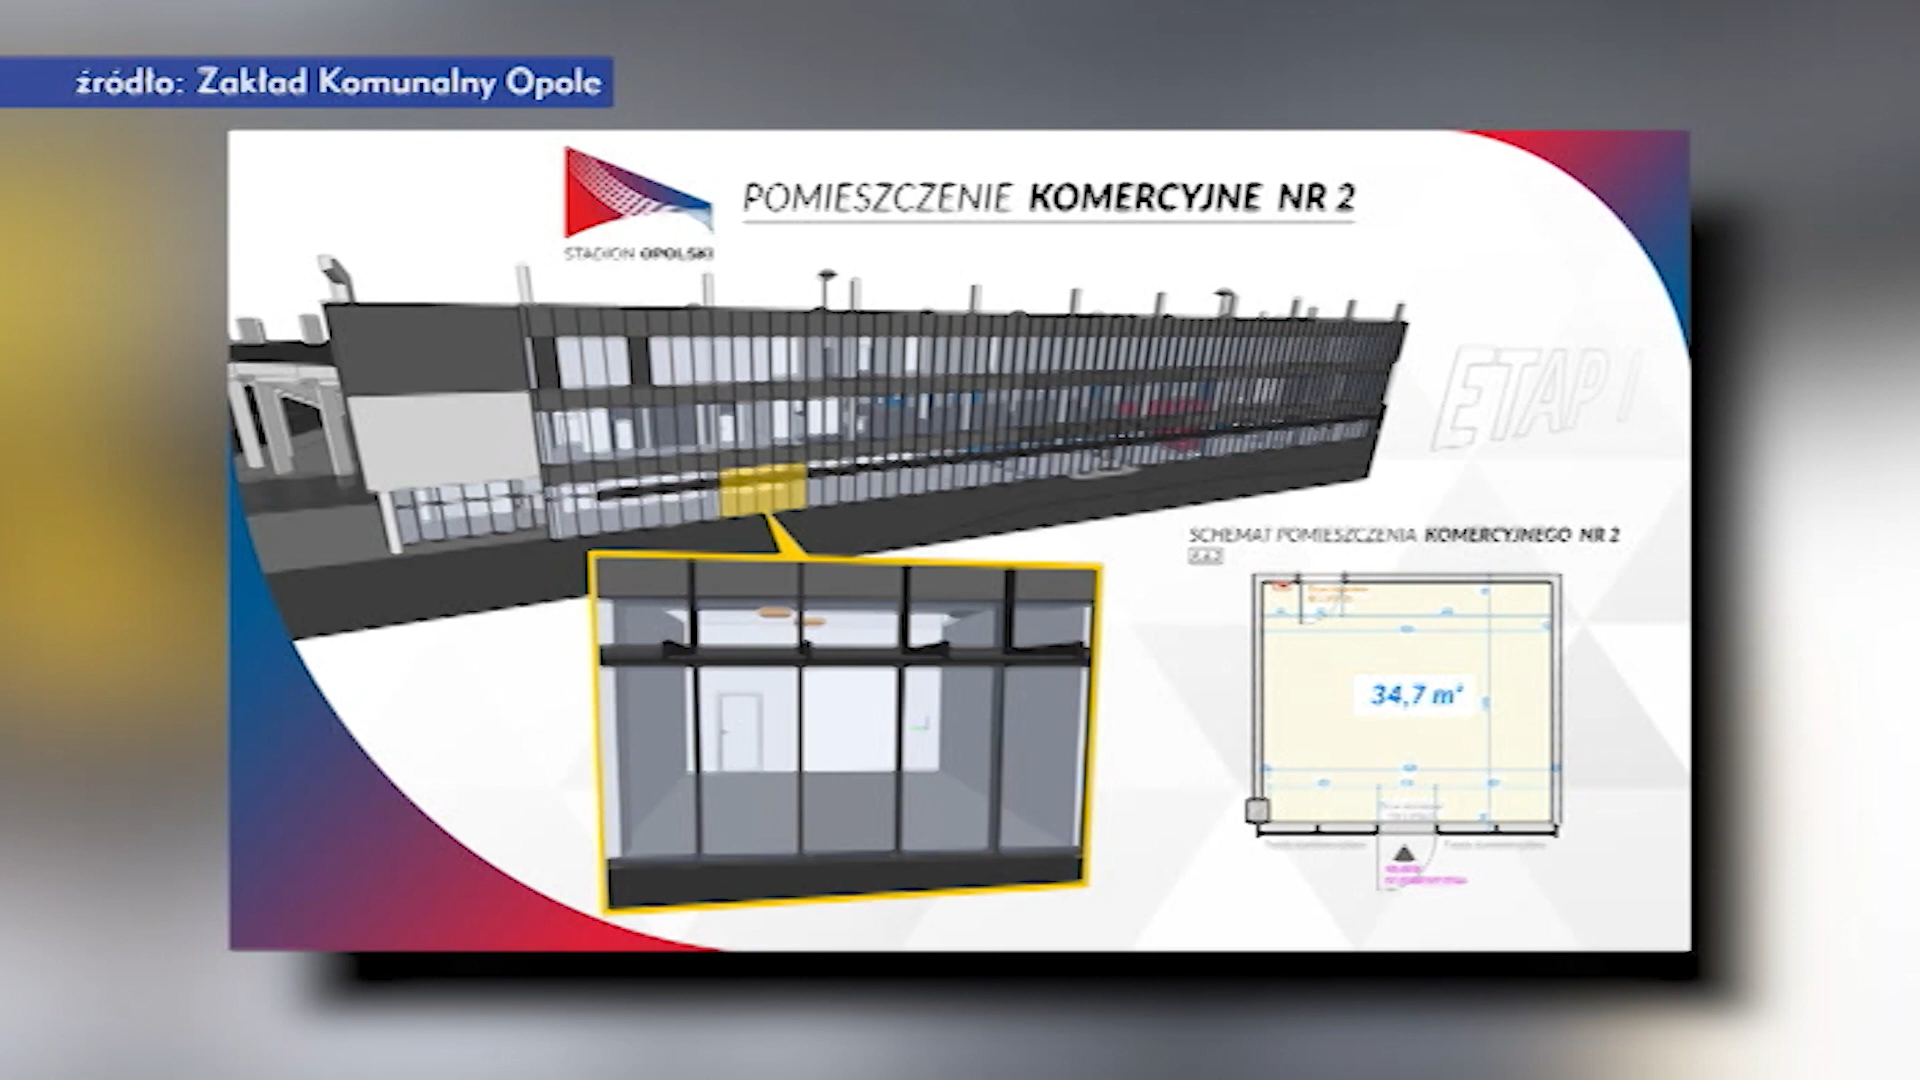 źródło: Zakład Komunalny Opole
POMIESZCZENIE KOMERCYJNE NR 2
STADION OPOLSKI
ETAP I
SCHEMAT POMIESZCZENIA KOMERCYJNEGO NR 2
34,7 m²